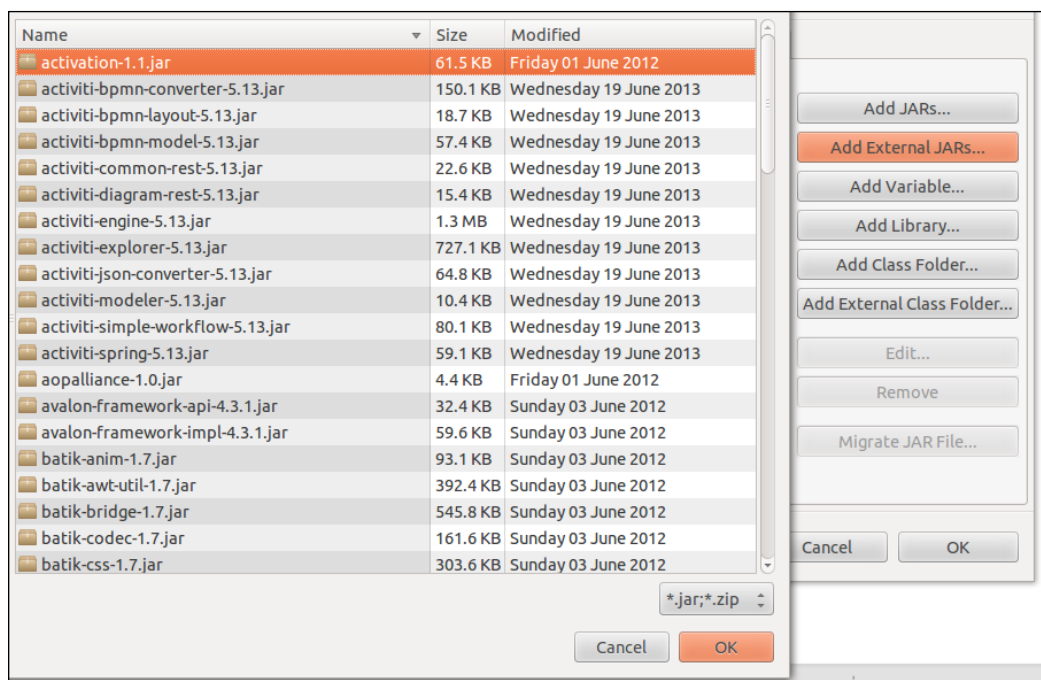 Name Size Modified
activation-1.1.jar 61.5 KB Friday 01 June 2012
activiti-bpmn-converter-5.13.jar 150.1 KB Wednesday 19 June 2013
activiti-bpmn-layout-5.13.jar 18.7 KB Wednesday 19 June 2013
activiti-bpmn-model-5.13.jar 57.4 KB Wednesday 19 June 2013
activiti-common-rest-5.13.jar 22.6 KB Wednesday 19 June 2013
activiti-diagram-rest-5.13.jar 15.4 KB Wednesday 19 June 2013
activiti-engine-5.13.jar 1.3 MB Wednesday 19 June 2013
activiti-explorer-5.13.jar 727.1 KB Wednesday 19 June 2013
activiti-json-converter-5.13.jar 64.8 KB Wednesday 19 June 2013
activiti-modeler-5.13.jar 10.4 KB Wednesday 19 June 2013
activiti-simple-workflow-5.13.jar 80.1 KB Wednesday 19 June 2013
activiti-spring-5.13.jar 59.1 KB Wednesday 19 June 2013
aopalliance-1.0.jar 4.4 KB Friday 01 June 2012
avalon-framework-api-4.3.1.jar 32.4 KB Sunday 03 June 2012
avalon-framework-impl-4.3.1.jar 59.6 KB Sunday 03 June 2012
batik-anim-1.7.jar 93.1 KB Sunday 03 June 2012
batik-awt-util-1.7.jar 392.4 KB Sunday 03 June 2012
batik-bridge-1.7.jar 545.8 KB Sunday 03 June 2012
batik-codec-1.7.jar 161.6 KB Sunday 03 June 2012
batik-css-1.7.jar 303.6 KB Sunday 03 June 2012
*.jar;*.zip
Cancel OK
Add JARs...
Add External JARs...
Add Variable...
Add Library...
Add Class Folder...
Add External Class Folder...
Edit...
Remove
Migrate JAR File...
Cancel OK